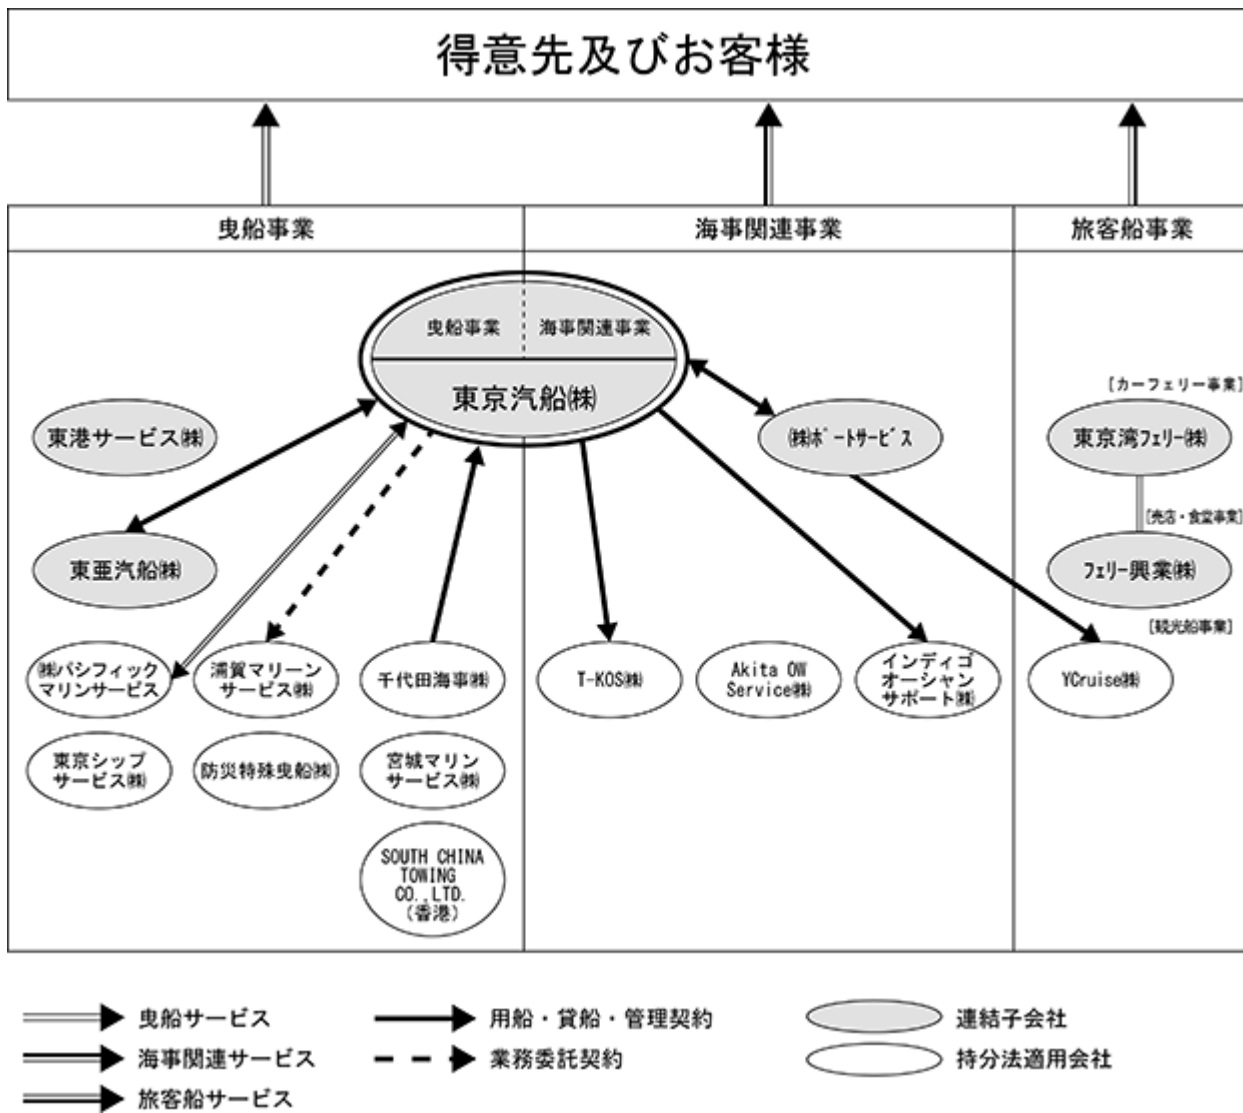 得意先及びお客様
曳船事業
海事関連事業
旅客船事業
曳船事業
海事関連事業
東京汽船㈱
[カーフェリー事業]
東港サービス㈱
㈱ポートサービス
東京湾フェリー㈱
[売店・食堂事業]
東亜汽船㈱
フェリー興業㈱
[観光船事業]
㈱パシフィック
マリンサービス
浦賀マリーン
サービス㈱
千代田海事㈱
T-KOS㈱
Akita OW
Service㈱
インディゴ
オーシャン
サポート㈱
YCruise㈱
東京シップ
サービス㈱
防災特殊曳船㈱
宮城マリン
サービス㈱
SOUTH CHINA
TOWING
CO.,LTD.
(香港)
曳船サービス
用船・貸船・管理契約
連結子会社
海事関連サービス
業務委託契約
持分法適用会社
旅客船サービス